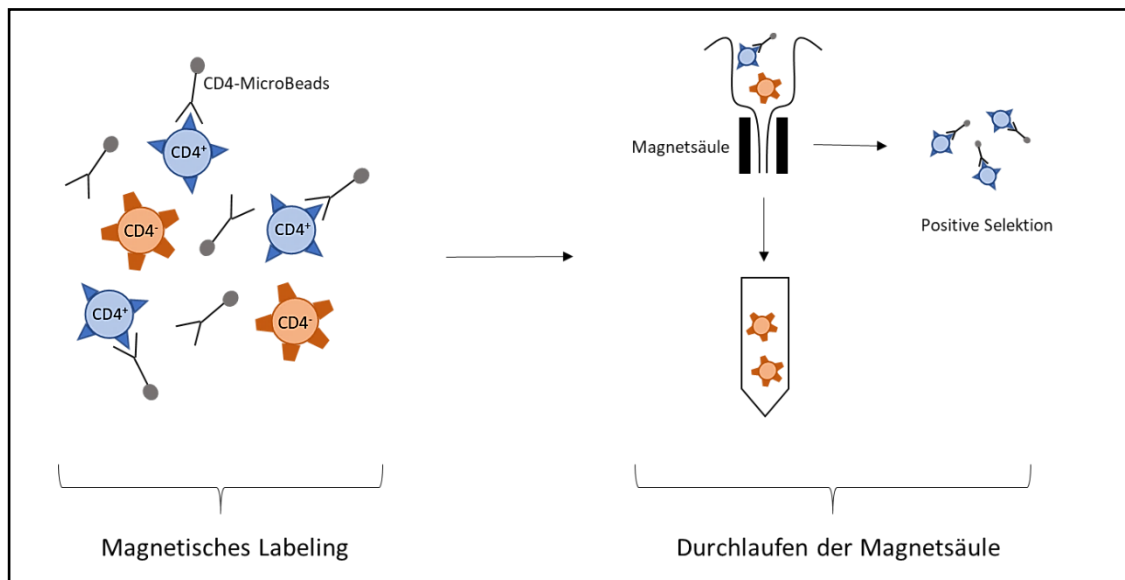 CD4-MicroBeads
CD4⁺
CD4⁻
CD4⁺
CD4⁺
CD4⁻
Magnetisches Labeling
Magnetsäule
Positive Selektion
Durchlaufen der Magnetsäule